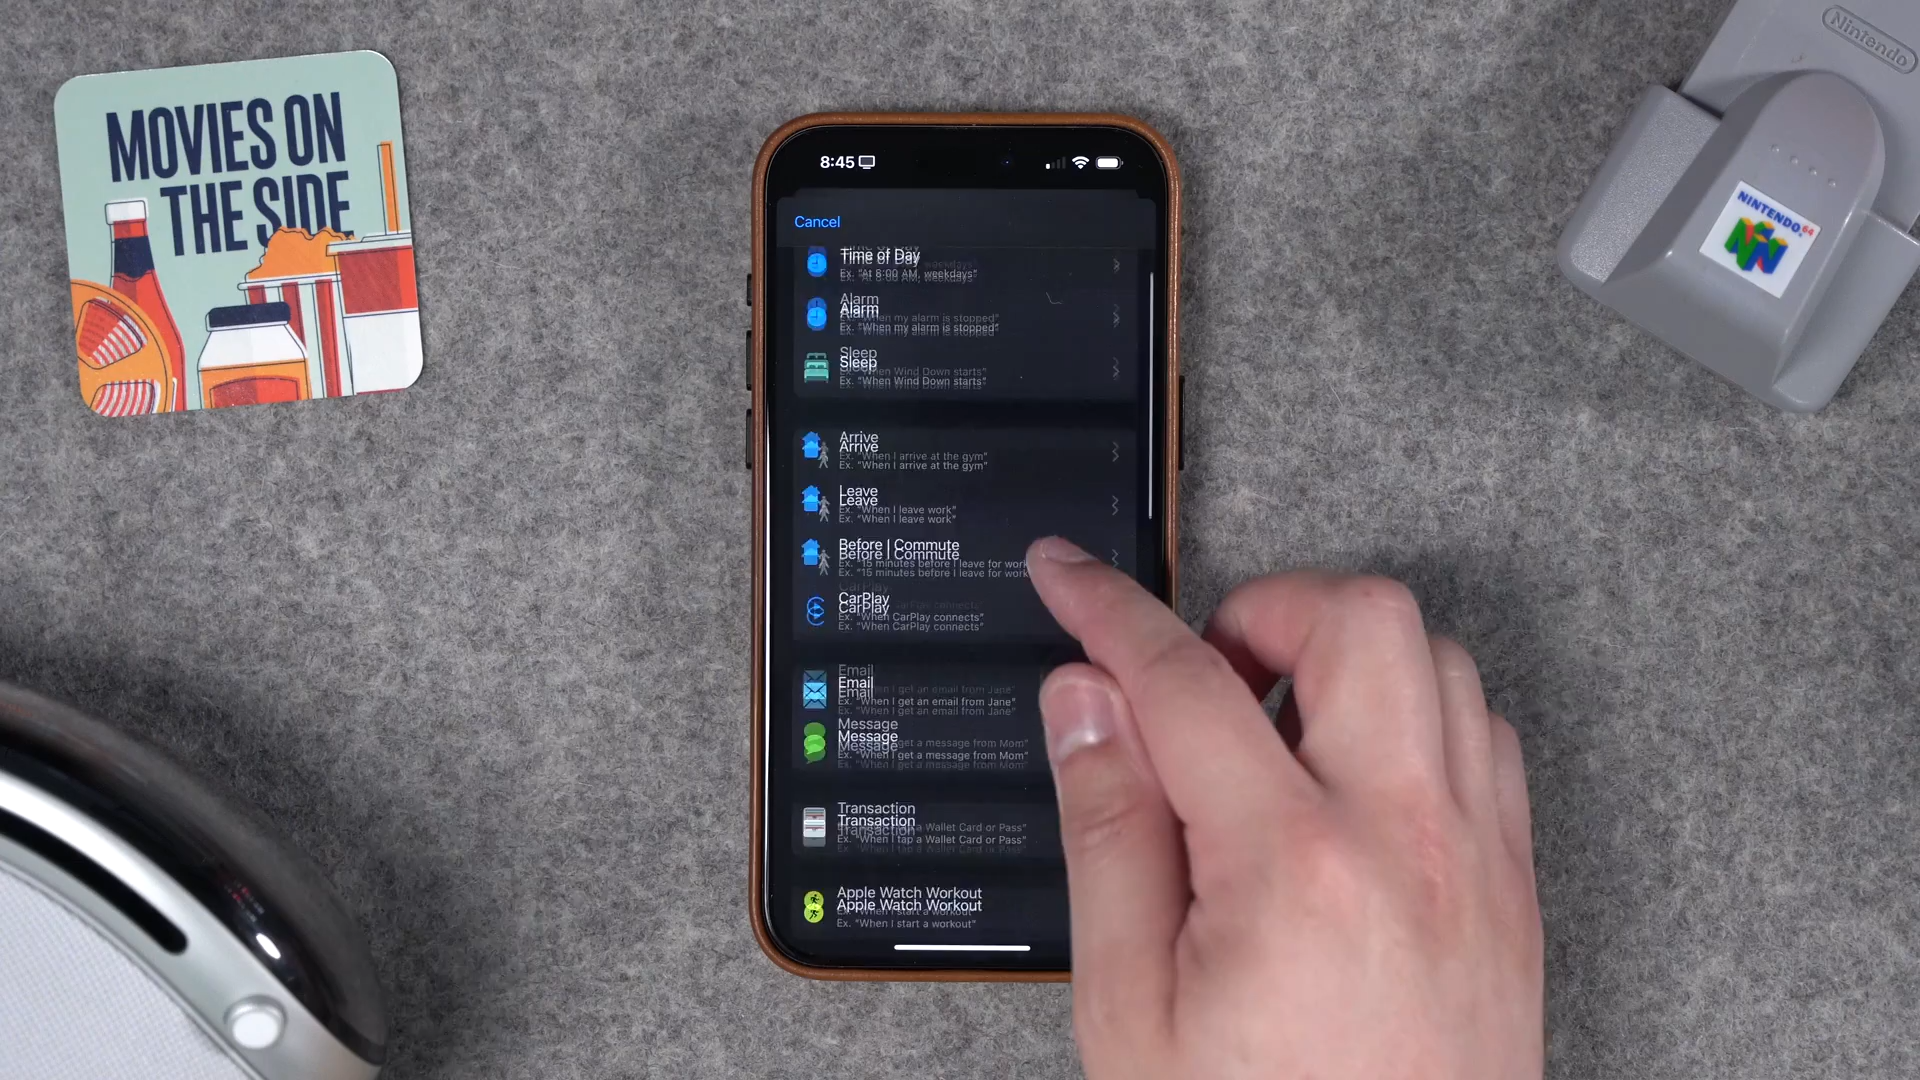 MOVIES ON
THE SIDE
Nintendo
NINTENDO 64
8:45
Cancel
Time of Day
Ex. "At 8:00 AM, weekdays"
Alarm
Ex. "When my alarm is stopped"
Sleep
Ex. "When Wind Down starts"
Arrive
Ex. "When I arrive at the gym"
Leave
Ex. "When I leave work"
Before I Commute
Ex. "15 minutes before I leave for work
CarPlay
Ex. "When CarPlay connects"
Email
Ex. "When I get an email from Jane"
Message
Ex. "When I get a message from Mom"
Transaction
Ex. "When I tap a Wallet Card or Pass"
Apple Watch Workout
Ex. "When I start a workout"